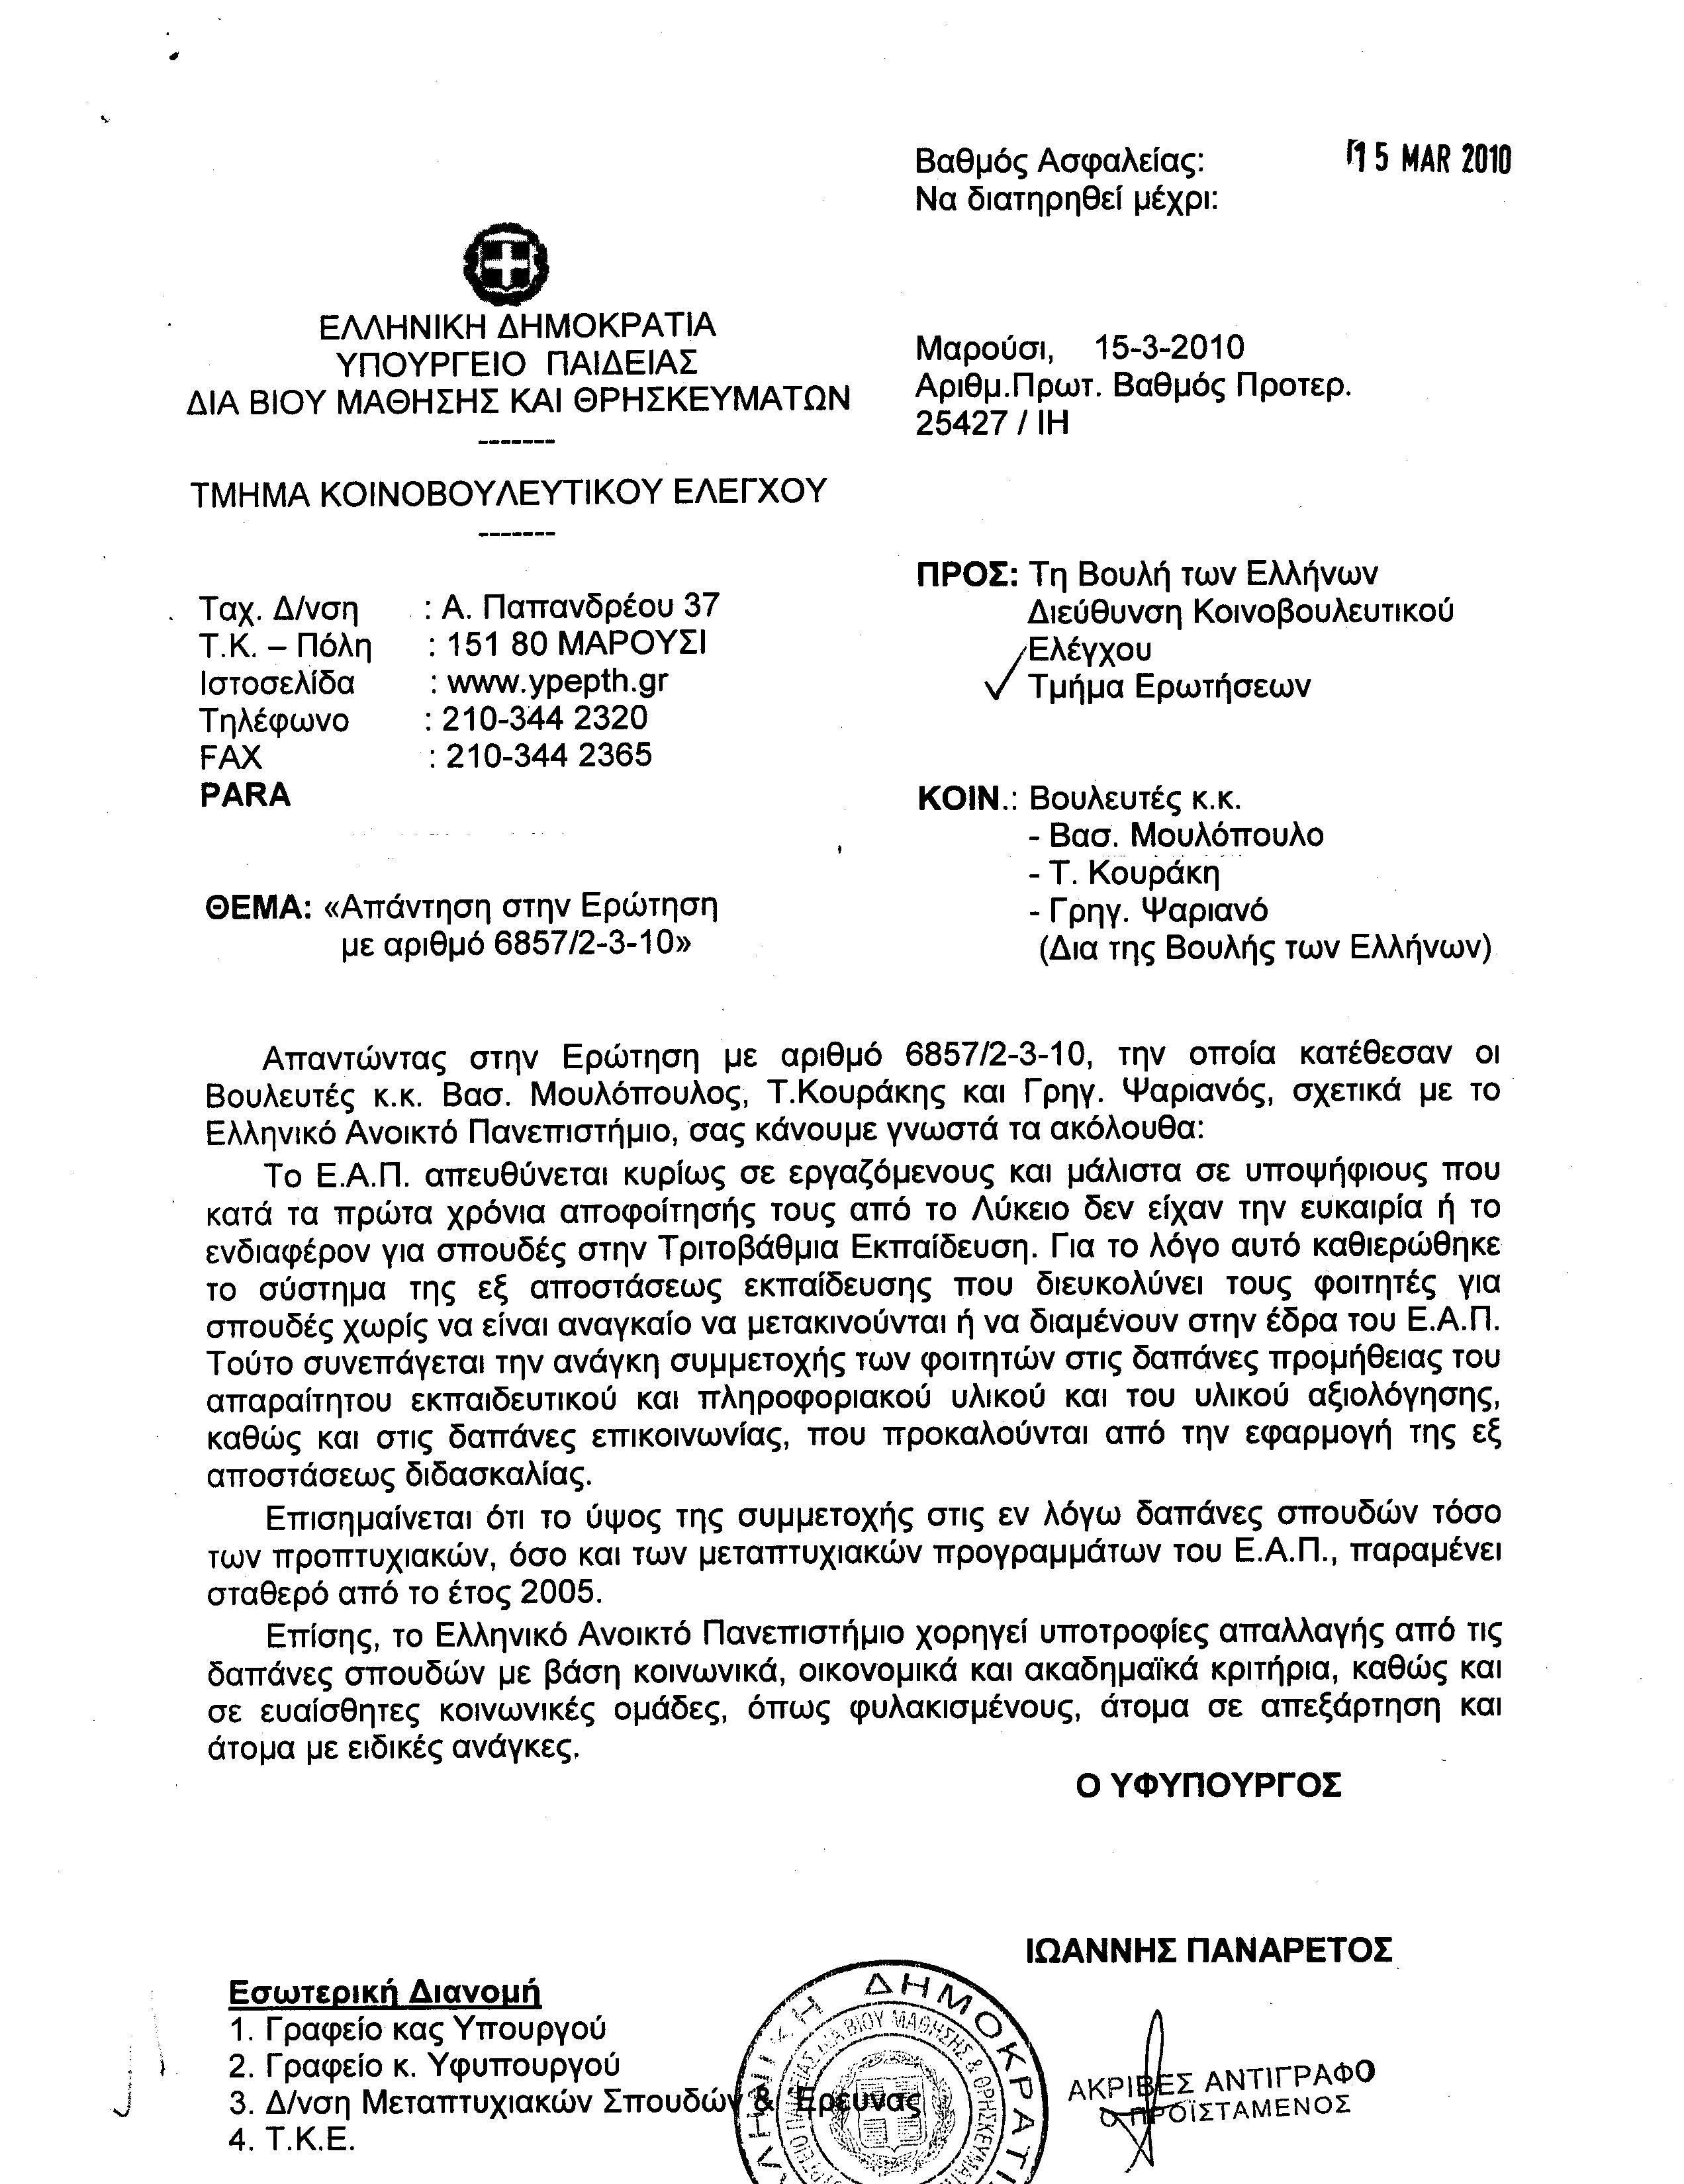 Βαθμός Ασφαλείας:
15 MAR 2010
Να διατηρηθεί μέχρι:
ΕΛΛΗΝΙΚΗ ΔΗΜΟΚΡΑΤΙΑ
ΥΠΟΥΡΓΕΙΟ ΠΑΙΔΕΙΑΣ
ΔΙΑ ΒΙΟΥ ΜΑΘΗΣΗΣ ΚΑΙ ΘΡΗΣΚΕΥΜΑΤΩΝ
-------
ΤΜΗΜΑ ΚΟΙΝΟΒΟΥΛΕΥΤΙΚΟΥ ΕΛΕΓΧΟΥ
-------
Μαρούσι, 15-3-2010
Αριθμ.Πρωτ. Βαθμός Προτερ.
25427 / ΙΗ
Ταχ. Δ/νση : Α. Παπανδρέου 37
Τ.Κ. – Πόλη : 151 80 ΜΑΡΟΥΣΙ
Ιστοσελίδα : www.ypepth.gr
Τηλέφωνο : 210-344 2320
FAX : 210-344 2365
PARA
ΠΡΟΣ: Τη Βουλή των Ελλήνων
Διεύθυνση Κοινοβουλευτικού
Ελέγχου
Τμήμα Ερωτήσεων
ΚΟΙΝ.: Βουλευτές κ.κ.
- Βασ. Μουλόπουλο
- Τ. Κουράκη
- Γρηγ. Ψαριανό
(Δια της Βουλής των Ελλήνων)
ΘΕΜΑ: «Απάντηση στην Ερώτηση
με αριθμό 6857/2-3-10»
Απαντώντας στην Ερώτηση με αριθμό 6857/2-3-10, την οποία κατέθεσαν οι
Βουλευτές κ.κ. Βασ. Μουλόπουλος, Τ.Κουράκης και Γρηγ. Ψαριανός, σχετικά με το
Ελληνικό Ανοικτό Πανεπιστήμιο, σας κάνουμε γνωστά τα ακόλουθα:
Το Ε.Α.Π. απευθύνεται κυρίως σε εργαζόμενους και μάλιστα σε υποψήφιους που
κατά τα πρώτα χρόνια αποφοίτησής τους από το Λύκειο δεν είχαν την ευκαιρία ή το
ενδιαφέρον για σπουδές στην Τριτοβάθμια Εκπαίδευση. Για το λόγο αυτό καθιερώθηκε
το σύστημα της εξ αποστάσεως εκπαίδευσης που διευκολύνει τους φοιτητές για
σπουδές χωρίς να είναι αναγκαίο να μετακινούνται ή να διαμένουν στην έδρα του Ε.Α.Π.
Τούτο συνεπάγεται την ανάγκη συμμετοχής των φοιτητών στις δαπάνες προμήθειας του
απαραίτητου εκπαιδευτικού και πληροφοριακού υλικού και του υλικού αξιολόγησης,
καθώς και στις δαπάνες επικοινωνίας, που προκαλούνται από την εφαρμογή της εξ
αποστάσεως διδασκαλίας.
Επισημαίνεται ότι το ύψος της συμμετοχής στις εν λόγω δαπάνες σπουδών τόσο
των προπτυχιακών, όσο και των μεταπτυχιακών προγραμμάτων του Ε.Α.Π., παραμένει
σταθερό από το έτος 2005.
Επίσης, το Ελληνικό Ανοικτό Πανεπιστήμιο χορηγεί υποτροφίες απαλλαγής από τις
δαπάνες σπουδών με βάση κοινωνικά, οικονομικά και ακαδημαϊκά κριτήρια, καθώς και
σε ευαίσθητες κοινωνικές ομάδες, όπως φυλακισμένους, άτομα σε απεξάρτηση και
άτομα με ειδικές ανάγκες.
Ο ΥΦΥΠΟΥΡΓΟΣ
ΙΩΑΝΝΗΣ ΠΑΝΑΡΕΤΟΣ
Εσωτερική Διανομή
1. Γραφείο κας Υπουργού
2. Γραφείο κ. Υφυπουργού
3. Δ/νση Μεταπτυχιακών Σπουδών & Έρευνας
4. Τ.Κ.Ε.
ΑΚΡΙΒΕΣ ΑΝΤΙΓΡΑΦΟ
Ο ΠΡΟΪΣΤΑΜΕΝΟΣ